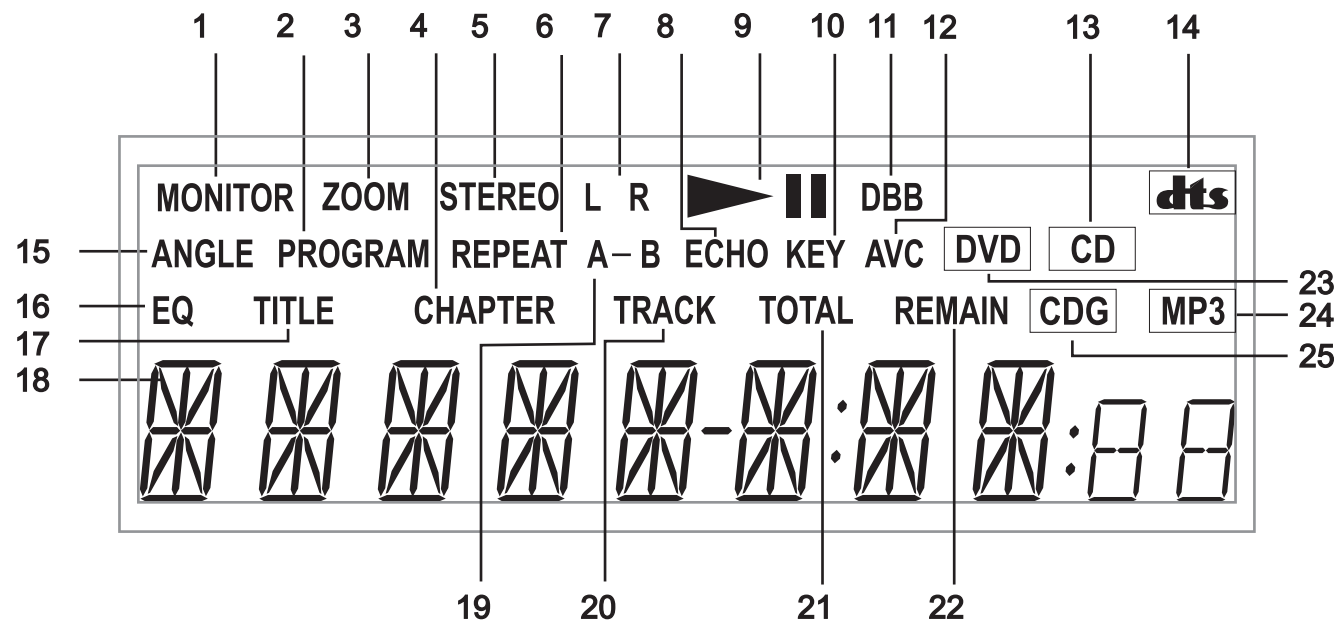 1 2 3 4 5 6 7 8 9 10 11 12 13 14
MONITOR ZOOM STEREO L R DBB dts
15 ANGLE PROGRAM REPEAT A – B ECHO KEY AVC DVD CD
23
16 EQ TITLE CHAPTER TRACK TOTAL REMAIN CDG MP3 24
17
25
18
19 20 21 22